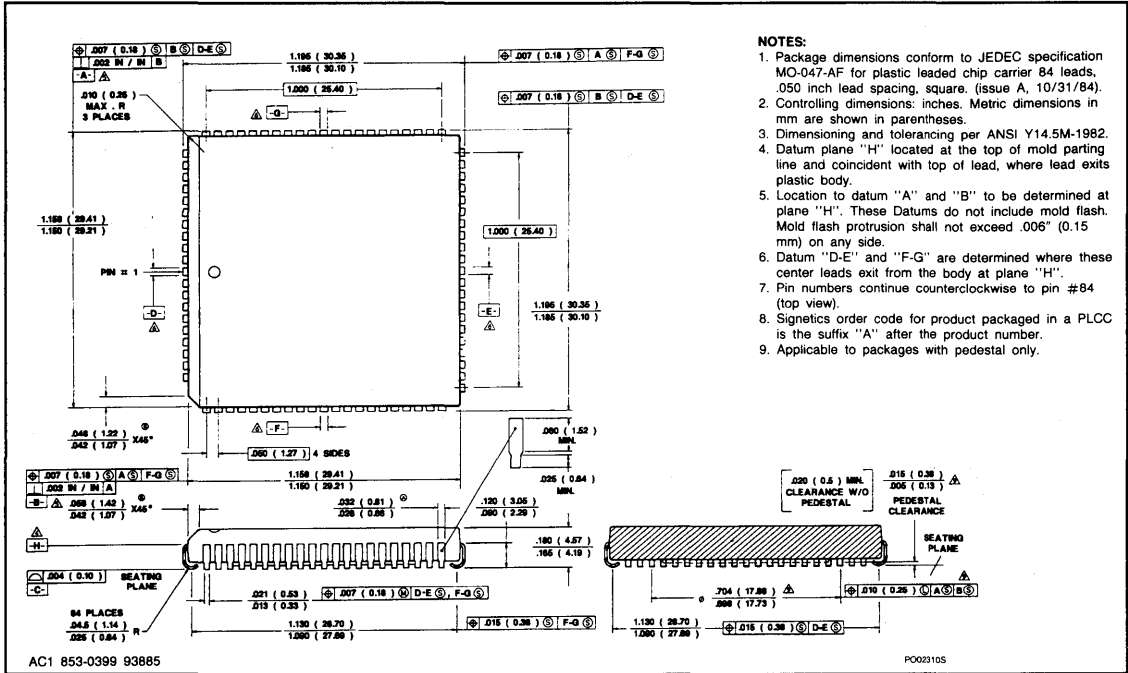 ⌖ .007 ( 0.18 ) Ⓢ B Ⓢ D-E Ⓢ
⊥ .002 IN / IN B
-A-
.010 ( 0.25 )
MAX . R
3 PLACES
1.195 ( 30.35 )
1.185 ( 30.10 )
1.000 ( 25.40 )
-G- 6
⌖ .007 ( 0.18 ) Ⓢ A Ⓢ F-G Ⓢ
⌖ .007 ( 0.18 ) Ⓢ B Ⓢ D-E Ⓢ
1.158 ( 29.41 )
1.150 ( 29.21 )
PIN # 1
-D-
1.000 ( 25.40 )
-E-
1.195 ( 30.35 )
1.185 ( 30.10 )
.042 ( 1.07 ) X45°
-F- 6
.050 ( 1.27 ) 4 SIDES
1.158 ( 29.41 )
1.150 ( 29.21 )
.060 ( 1.52 )
MIN.
.025 ( 0.64 )
MIN.
⌖ .007 ( 0.18 ) Ⓢ A Ⓢ F-G Ⓢ
⊥ .002 IN / IN A
-B-
.056 ( 1.42 )
.042 ( 1.07 ) X45°
.032 ( 0.81 )
.026 ( 0.66 )
.120 ( 3.05 )
.090 ( 2.29 )
-H-
.180 ( 4.57 )
.165 ( 4.19 )
⌓ .004 ( 0.10 )
-C-
SEATING
PLANE
.021 ( 0.53 )
.013 ( 0.33 )
⌖ .007 ( 0.18 ) Ⓜ D-E Ⓢ, F-G Ⓢ
84 PLACES
.045 ( 1.14 )
.025 ( 0.64 ) R
1.130 ( 28.70 )
1.090 ( 27.69 )
⌖ .015 ( 0.38 ) Ⓢ F-G Ⓢ
.020 ( 0.5 ) MIN.
CLEARANCE W/O
PEDESTAL
.015 ( 0.38 )
.005 ( 0.13 )
PEDESTAL
CLEARANCE
SEATING
PLANE
ø .704 ( 17.88 )
.698 ( 17.73 )
⌖ .010 ( 0.25 ) Ⓛ A Ⓢ B Ⓢ
1.130 ( 28.70 )
1.090 ( 27.69 )
⌖ .015 ( 0.38 ) Ⓢ D-E Ⓢ
NOTES:
1. Package dimensions conform to JEDEC specification
MO-047-AF for plastic leaded chip carrier 84 leads,
.050 inch lead spacing, square. (issue A, 10/31/84).
2. Controlling dimensions: inches. Metric dimensions in
mm are shown in parentheses.
3. Dimensioning and tolerancing per ANSI Y14.5M-1982.
4. Datum plane "H" located at the top of mold parting
line and coincident with top of lead, where lead exits
plastic body.
5. Location to datum "A" and "B" to be determined at
plane "H". These Datums do not include mold flash.
Mold flash protrusion shall not exceed .006" (0.15
mm) on any side.
6. Datum "D-E" and "F-G" are determined where these
center leads exit from the body at plane "H".
7. Pin numbers continue counterclockwise to pin #84
(top view).
8. Signetics order code for product packaged in a PLCC
is the suffix "A" after the product number.
9. Applicable to packages with pedestal only.
AC1 853-0399 93885
PO02310S